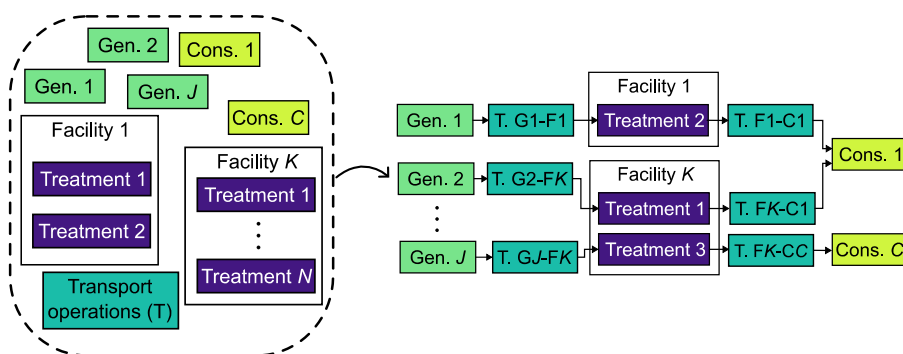 Gen. 2
Cons. 1
Gen. 1
Gen. J
Cons. C
Facility 1
Treatment 1
Treatment 2
Facility K
Treatment 1
Treatment N
Transport
operations (T)
Facility 1
Gen. 1
T. G1-F1
Treatment 2
T. F1-C1
Cons. 1
Gen. 2
T. G2-FK
Facility K
Treatment 1
T. FK-C1
Gen. J
T. GJ-FK
Treatment 3
T. FK-CC
Cons. C